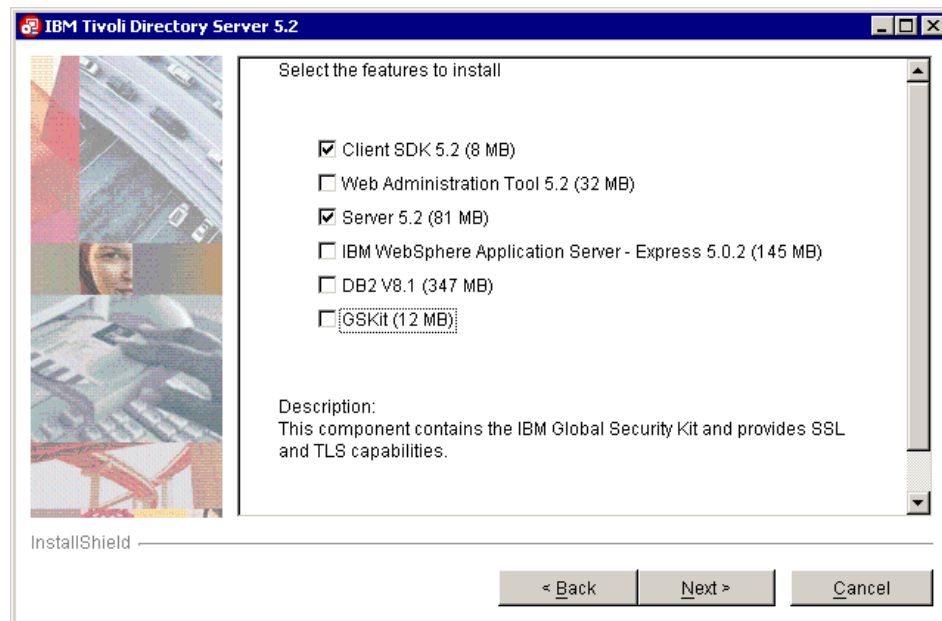 IBM Tivoli Directory Server 5.2
Select the features to install
Client SDK 5.2 (8 MB)
Web Administration Tool 5.2 (32 MB)
Server 5.2 (81 MB)
IBM WebSphere Application Server - Express 5.0.2 (145 MB)
DB2 V8.1 (347 MB)
GSKit (12 MB)
Description:
This component contains the IBM Global Security Kit and provides SSL
and TLS capabilities.
InstallShield
< Back
Next >
Cancel